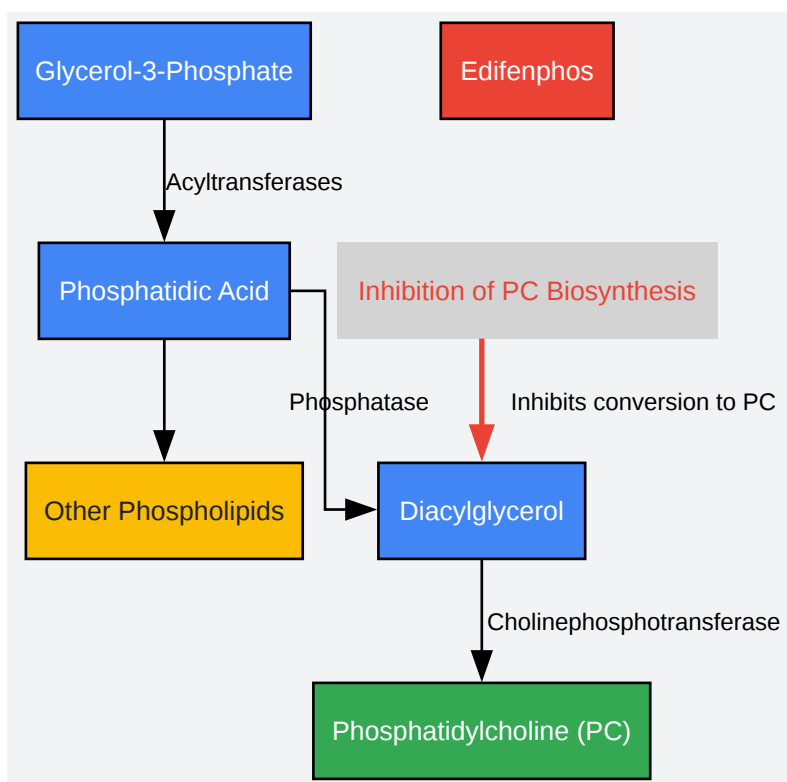 Glycerol-3-Phosphate
Edifenphos
Acyltransferases
Phosphatidic Acid
Inhibition of PC Biosynthesis
Phosphatase
Inhibits conversion to PC
Other Phospholipids
Diacylglycerol
Cholinephosphotransferase
Phosphatidylcholine (PC)